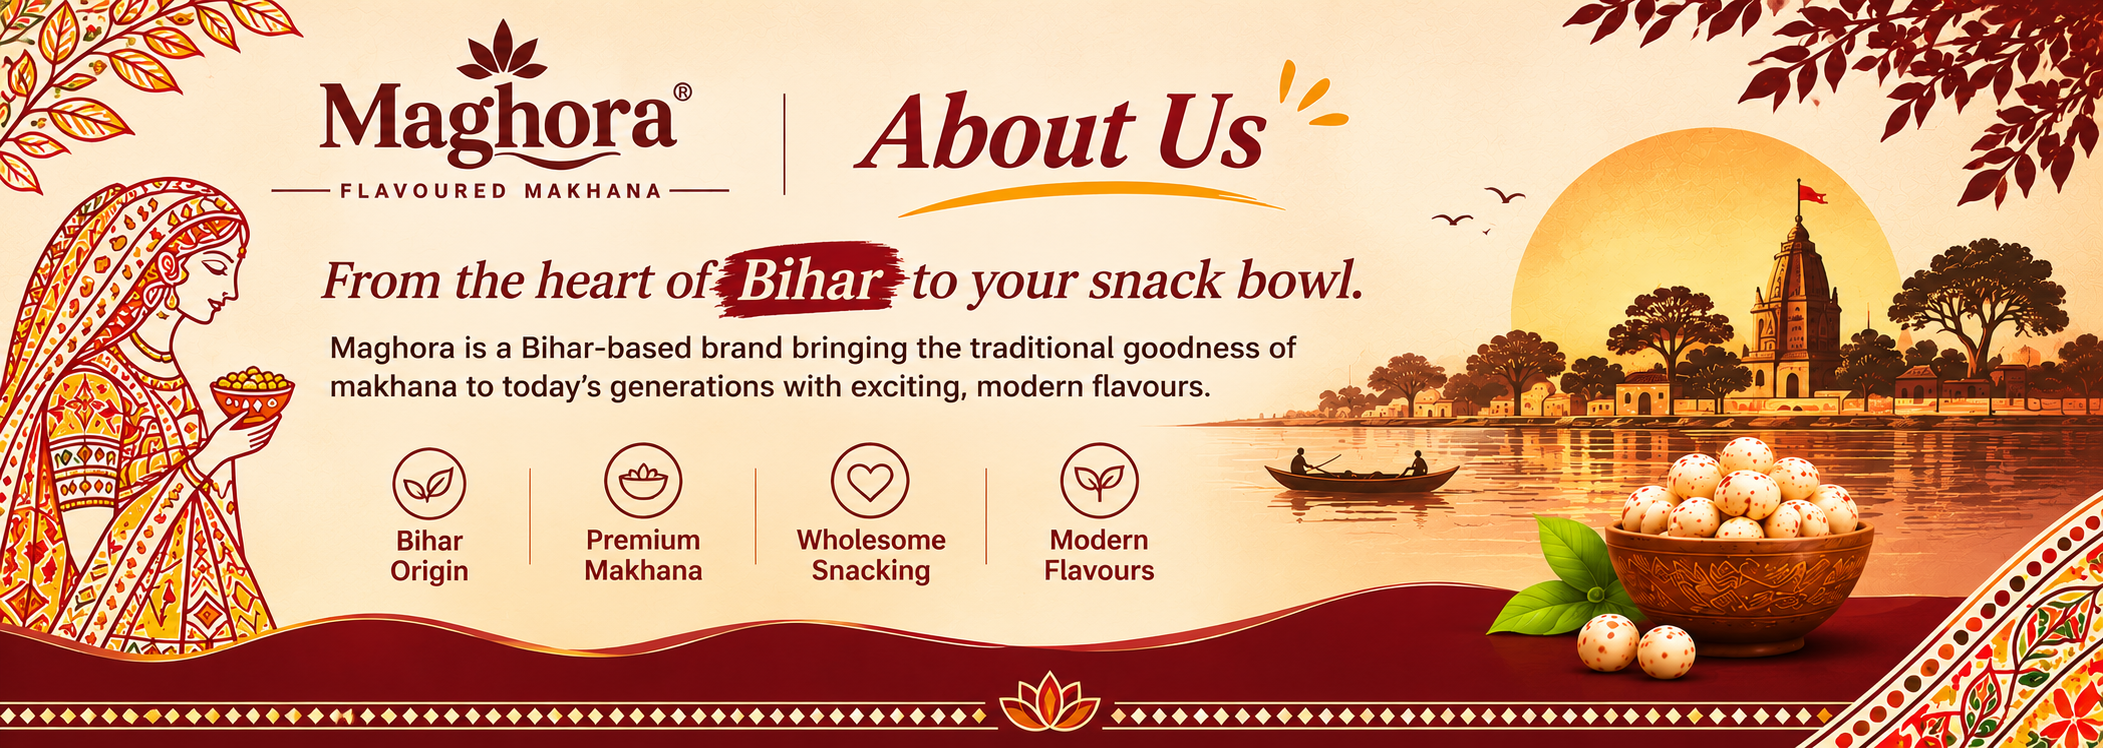 Maghora®
FLAVOURED MAKHANA
About Us
From the heart of Bihar to your snack bowl.
Maghora is a Bihar-based brand bringing the traditional goodness of
makhana to today's generations with exciting, modern flavours.
Bihar
Origin
Premium
Makhana
Wholesome
Snacking
Modern
Flavours